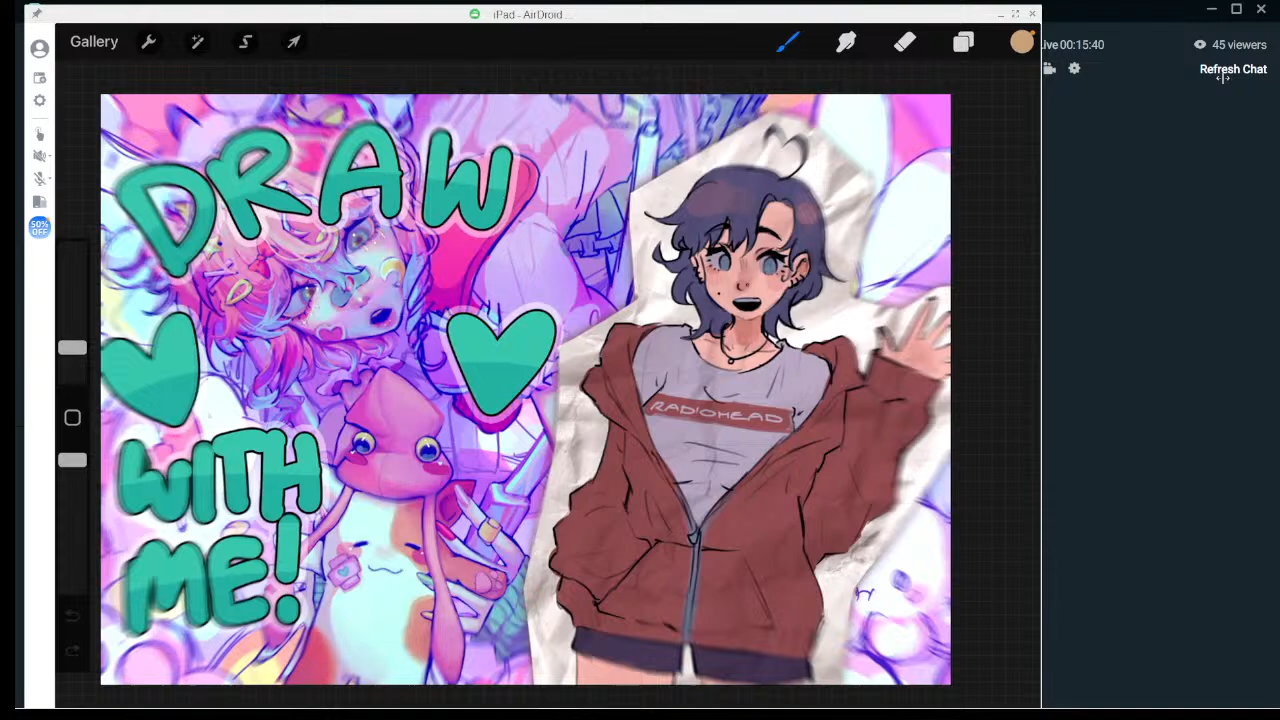 iPad - AirDroid ...
Gallery
Live 00:15:40
45 viewers
Refresh Chat
50% OFF
DRAW
WITH
ME!
RADIOHEAD